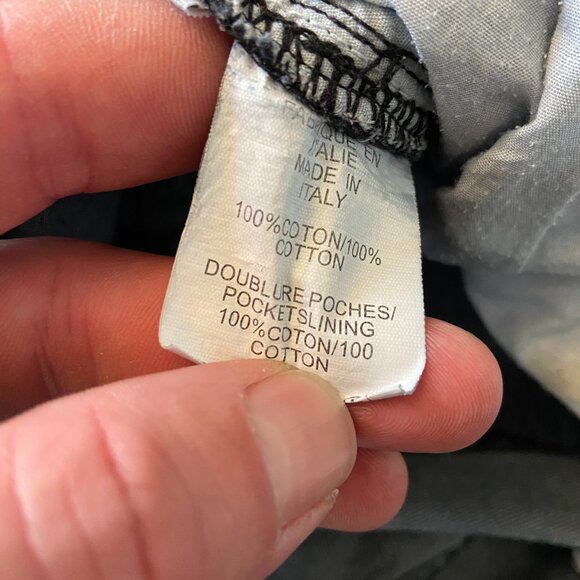 FABRIQUE EN
ITALIE
MADE IN
ITALY
100%COTON/100%
COTTON
DOUBLURE POCHES/
POCKETSLINING
100%COTON/100
COTTON